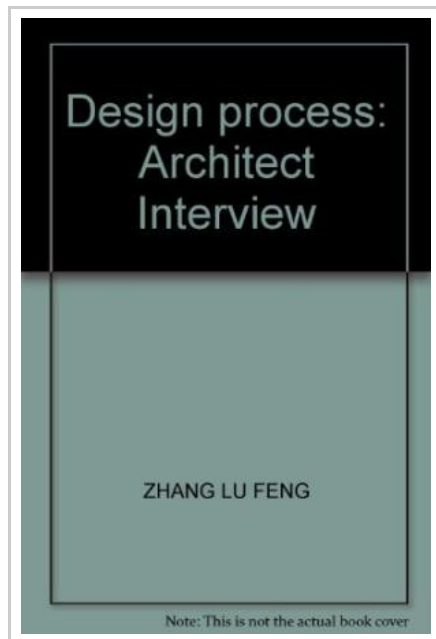 Design process:
Architect
Interview
ZHANG LU FENG
Note: This is not the actual book cover